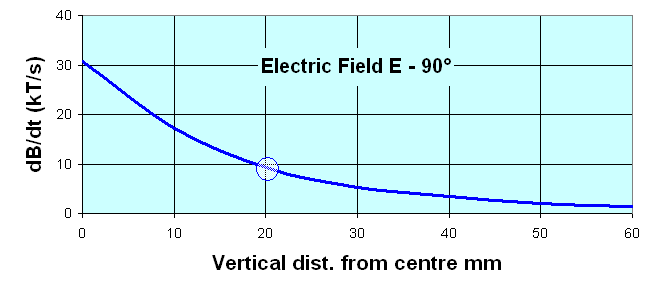 40
30
20
10
0
dB/dt (kT/s)
Electric Field E - 90°
0 10 20 30 40 50 60
Vertical dist. from centre mm